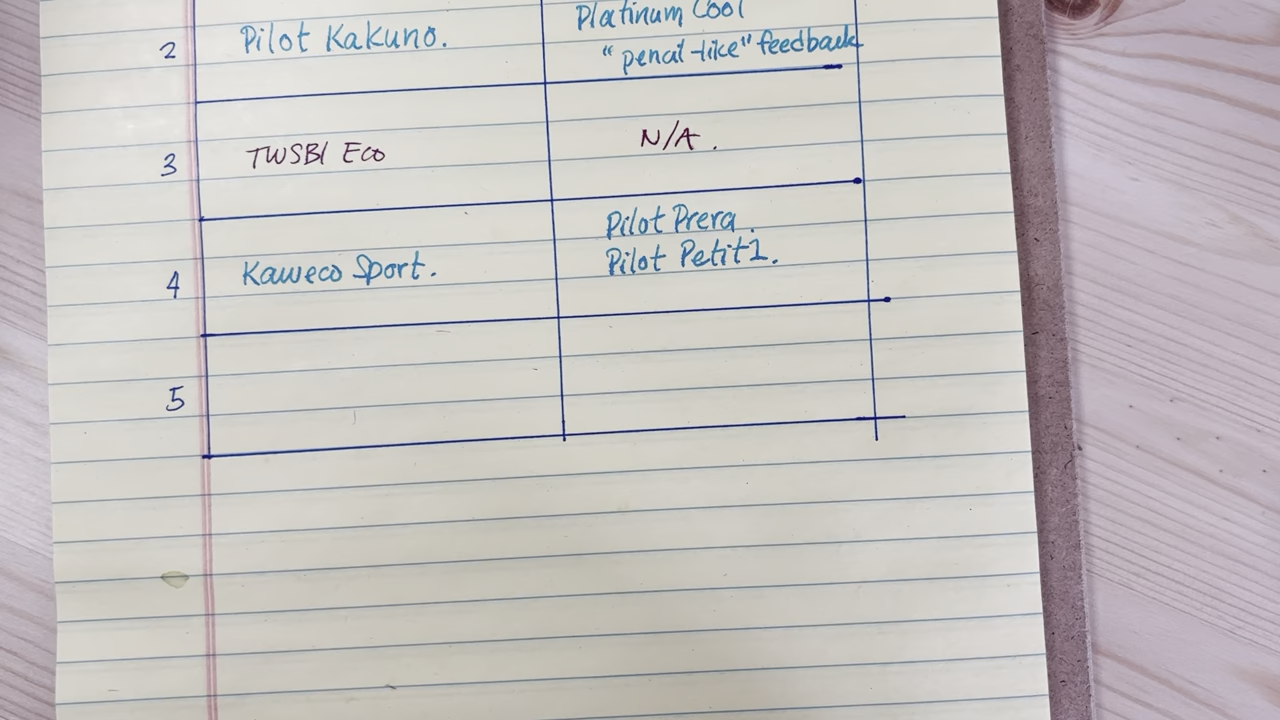 2
Pilot Kakuno.
Platinum Cool
"pencil-like" feedback
3
TWSBI Eco
N/A.
4
Kaweco Sport.
Pilot Prera.
Pilot Petit1.
5